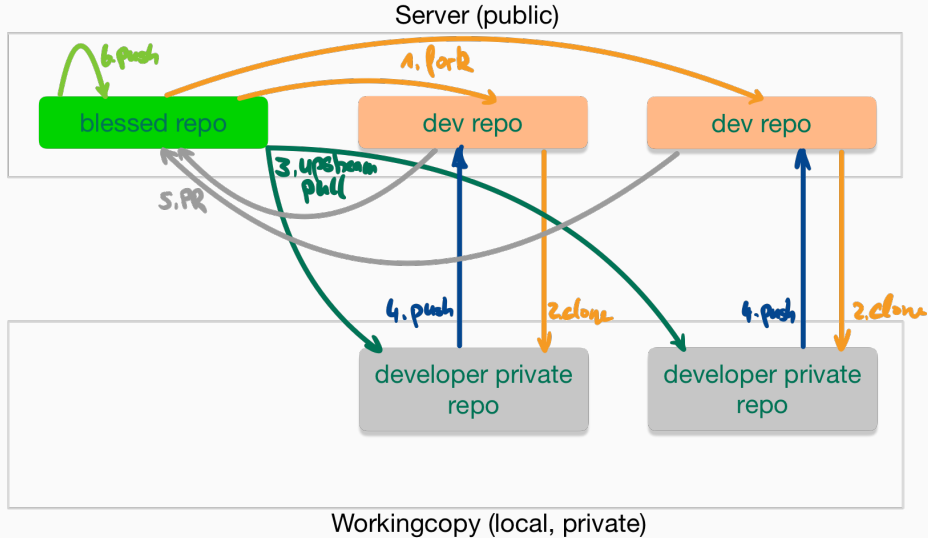 Server (public)
6.push
1.fork
blessed repo
dev repo
dev repo
3.upstream
pull
5.PR
4.push
2.clone
4.push
2.clone
developer private
repo
developer private
repo
Workingcopy (local, private)